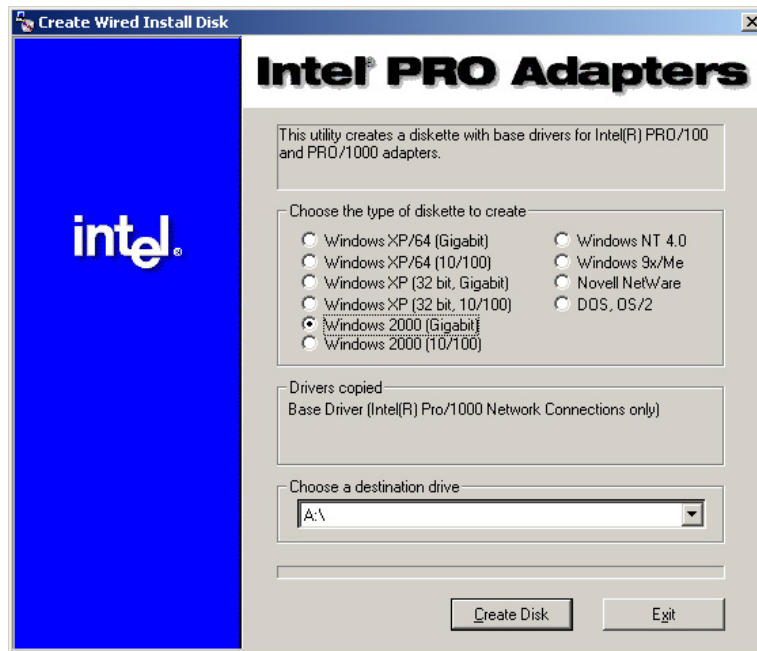 Create Wired Install Disk
Intel® PRO Adapters
This utility creates a diskette with base drivers for Intel(R) PRO/100
and PRO/1000 adapters.
intel®
Choose the type of diskette to create
Windows XP/64 (Gigabit)
Windows XP/64 (10/100)
Windows XP (32 bit, Gigabit)
Windows XP (32 bit, 10/100)
Windows 2000 (Gigabit)
Windows 2000 (10/100)
Windows NT 4.0
Windows 9x/Me
Novell NetWare
DOS, OS/2
Drivers copied
Base Driver (Intel(R) Pro/1000 Network Connections only)
Choose a destination drive
A:\
Create Disk
Exit